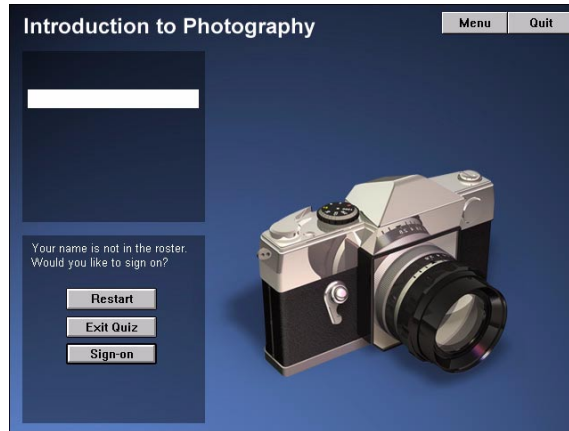 Introduction to Photography
Menu
Quit
Your name is not in the roster.
Would you like to sign on?
Restart
Exit Quiz
Sign-on